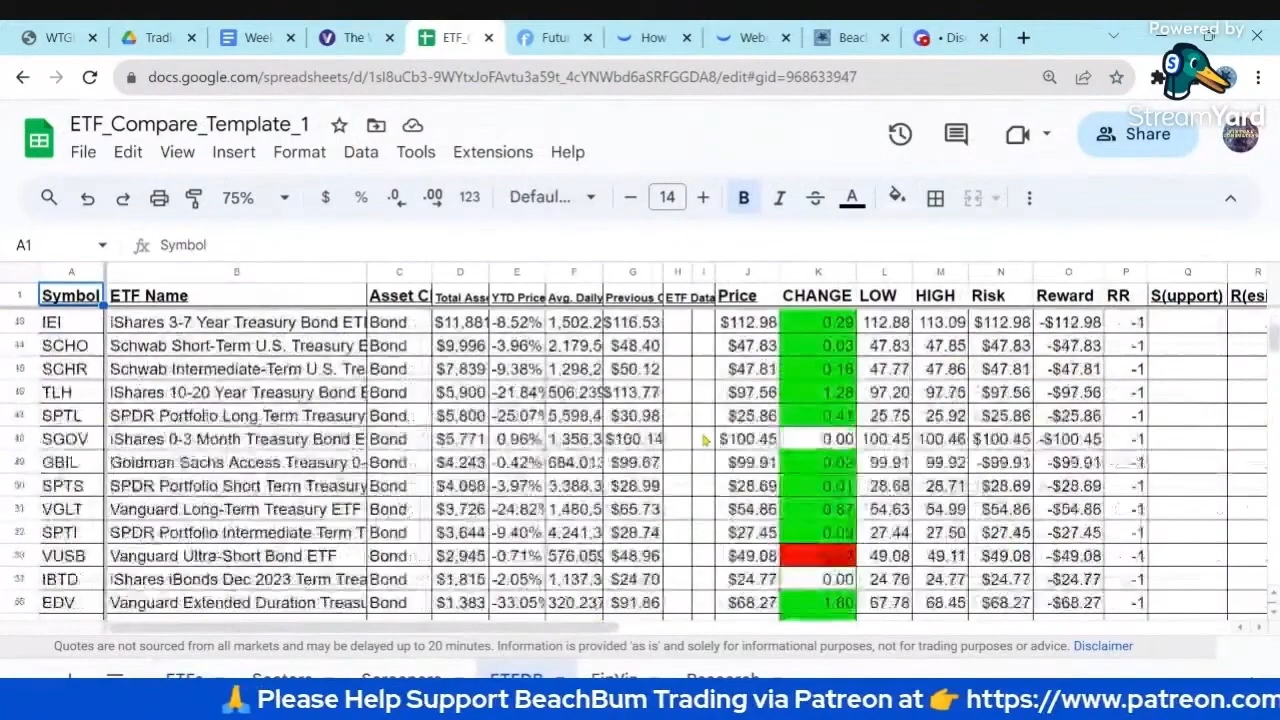 Powered by
WTGI Tradi Week The V ETF_C Futur How Webo Beac • Disc
docs.google.com/spreadsheets/d/1sI8uCb3-9WYtxJoFAvtu3a59t_4cYNWbd6aSRFGGDA8/edit#gid=968633947
StreamYard
ETF_Compare_Template_1
File Edit View Insert Format Data Tools Extensions Help
Share
75% $ % .0 .00 123 Defaul... 14 B I A
A1 fx Symbol
A B C D E F G H I J K L M N O P Q R
1 Symbol ETF Name Asset C Total Asse YTD Price Avg. Daily Previous C ETF Data Price CHANGE LOW HIGH Risk Reward RR S(upport) R(es
IEI iShares 3-7 Year Treasury Bond ETI Bond $11,881 -8.52% 1,502.2 $116.53 $112.98 0.29 112.88 113.09 $112.98 -$112.98 -1
SCHO Schwab Short-Term U.S. Treasury E Bond $9,996 -3.96% 2,179.5 $48.40 $47.83 0.03 47.83 47.85 $47.83 -$47.83 -1
SCHR Schwab Intermediate-Term U.S. Tre Bond $7,839 -9.38% 1,298.2 $50.12 $47.81 0.16 47.77 47.86 $47.81 -$47.81 -1
TLH iShares 10-20 Year Treasury Bond E Bond $5,900 -21.84% 506.235 $113.77 $97.56 1.28 97.20 97.75 $97.56 -$97.56 -1
SPTL SPDR Portfolio Long Term Treasury Bond $5,800 -25.07% 5,598.4 $30.98 $25.86 0.41 25.75 25.92 $25.86 -$25.86 -1
SGOV iShares 0-3 Month Treasury Bond E Bond $5,771 0.96% 1,356.3 $100.14 $100.45 0.00 100.45 100.46 $100.45 -$100.45 -1
GBIL Goldman Sachs Access Treasury 0- Bond $4,243 -0.42% 684.013 $99.67 $99.91 0.02 99.91 99.92 $99.91 -$99.91 -1
SPTS SPDR Portfolio Short Term Treasury Bond $4,088 -3.97% 3,388.3 $28.99 $28.69 0.01 28.68 28.71 $28.69 -$28.69 -1
VGLT Vanguard Long-Term Treasury ETF Bond $3,726 -24.82% 1,480.5 $65.73 $54.86 0.87 54.63 54.99 $54.86 -$54.86 -1
SPTI SPDR Portfolio Intermediate Term T Bond $3,644 -9.40% 4,241.3 $28.74 $27.45 0.09 27.44 27.50 $27.45 -$27.45 -1
VUSB Vanguard Ultra-Short Bond ETF Bond $2,945 -0.71% 576,059 $48.96 $49.08 49.08 49.11 $49.08 -$49.08 -1
IBTD iShares iBonds Dec 2023 Term Trea Bond $1,815 -2.05% 1,137.3 $24.70 $24.77 0.00 24.76 24.77 $24.77 -$24.77 -1
EDV Vanguard Extended Duration Treasu Bond $1,383 -33.05% 320.237 $91.86 $68.27 1.80 67.78 68.45 $68.27 -$68.27 -1
Quotes are not sourced from all markets and may be delayed up to 20 minutes. Information is provided 'as is' and solely for informational purposes, not for trading purposes or advice. Disclaimer
🙏 Please Help Support BeachBum Trading via Patreon at 👉 https://www.patreon.com